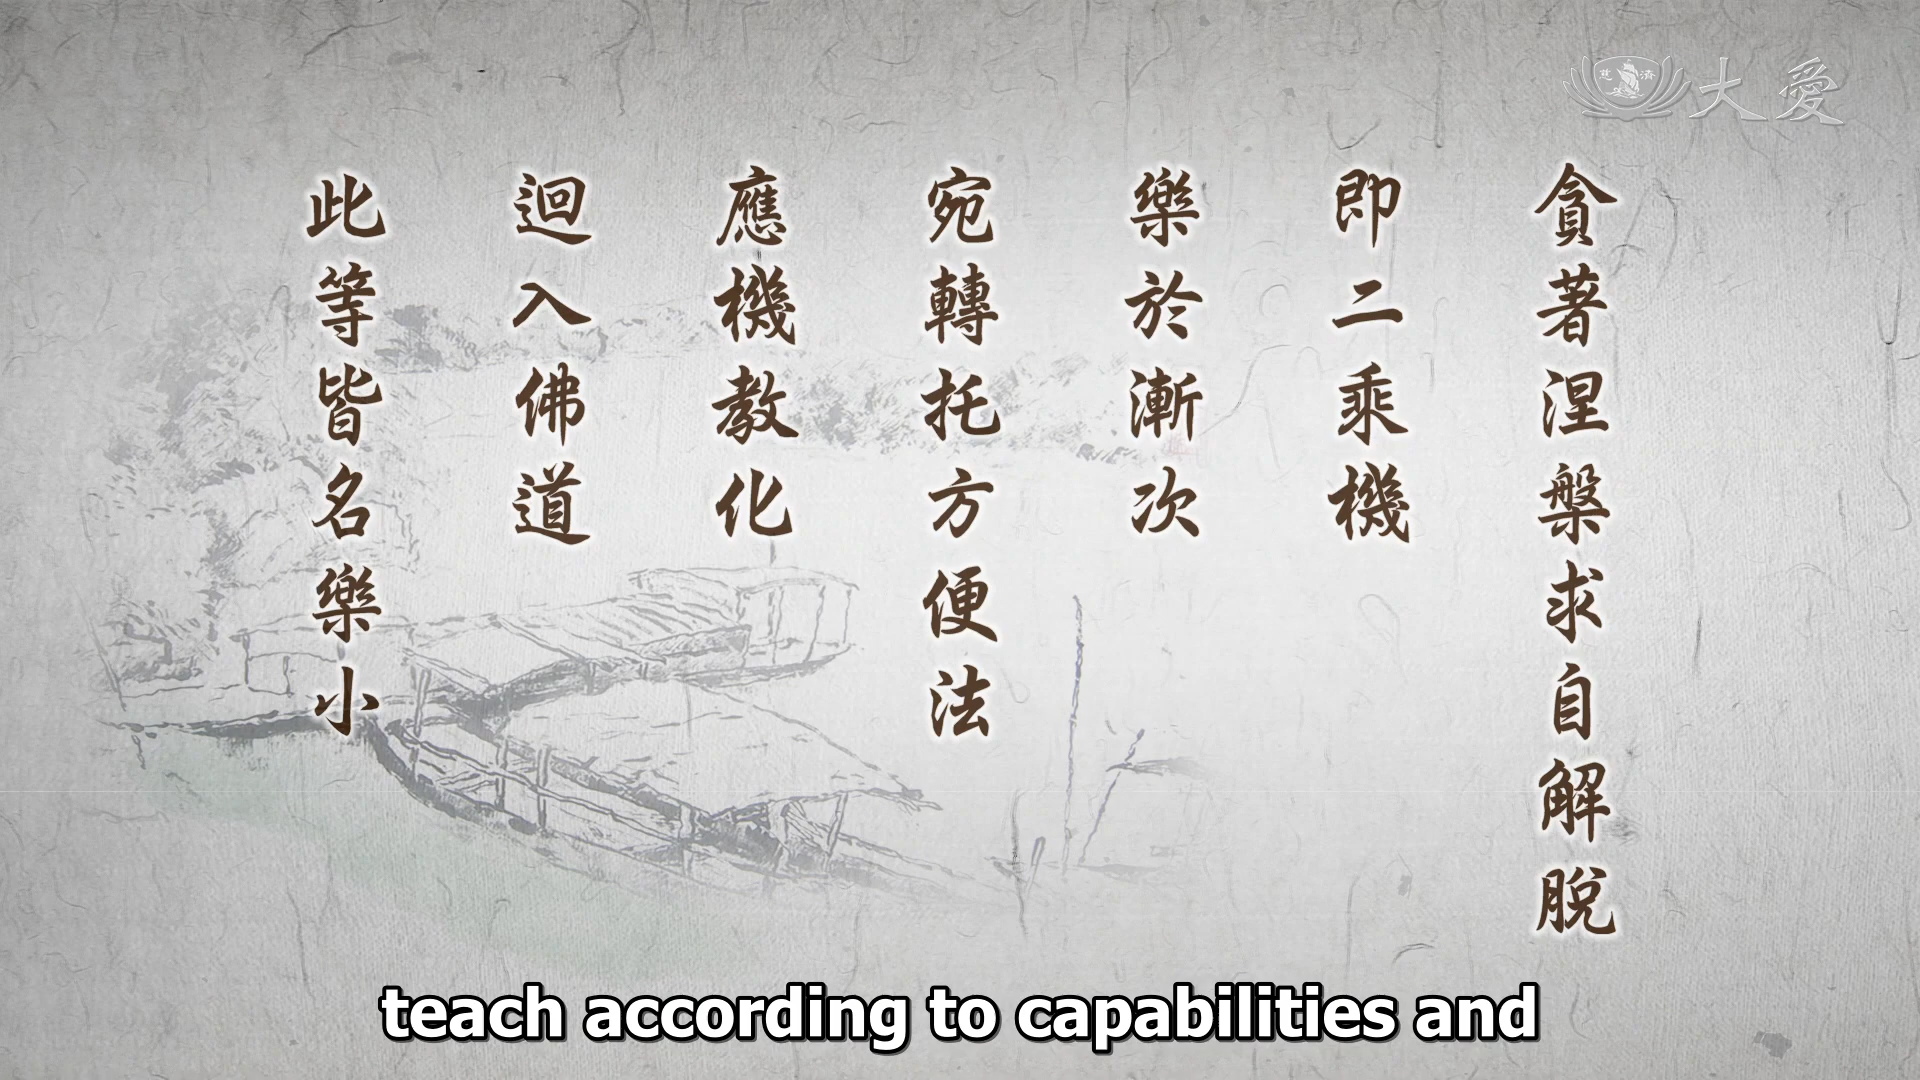 慈濟
大愛
貪著涅槃求自解脫
即二乘機
樂於漸次
宛轉托方便法
應機教化
迴入佛道
此等皆名樂小
teach according to capabilities and